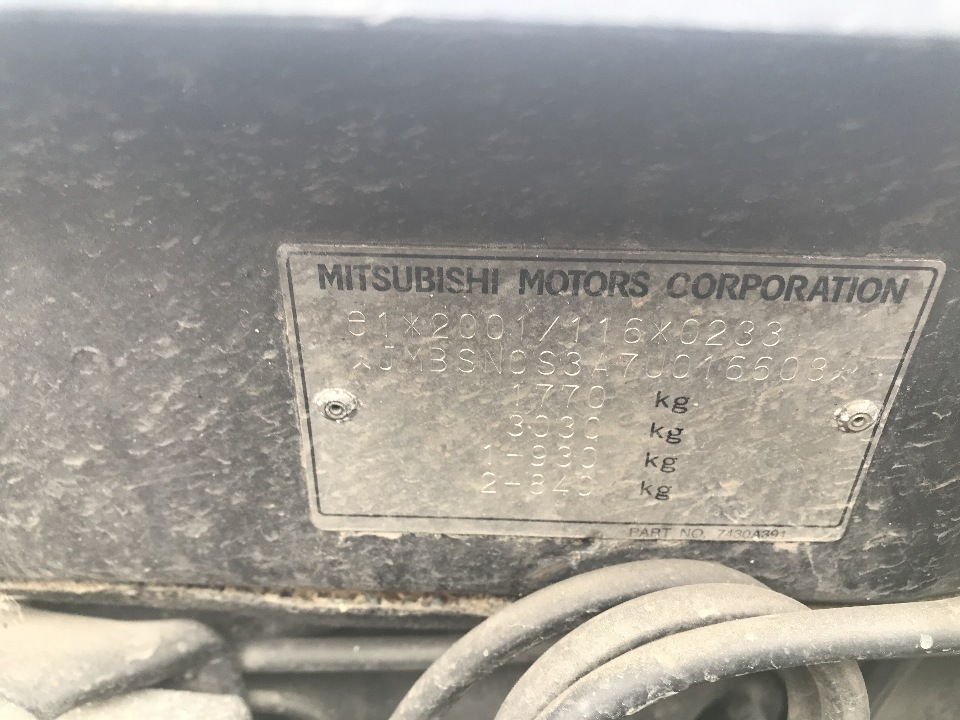 MITSUBISHI MOTORS CORPORATION
e1*2001/116*0233
*JMBSNCS3A7U016603*
1770 kg
3030 kg
1-930 kg
2-840 kg
PART NO. 7430A391